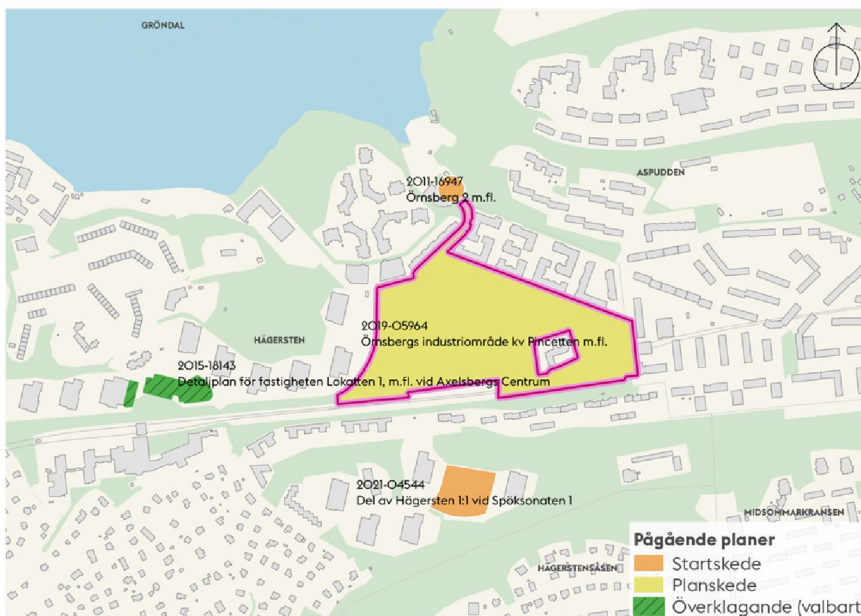 GRÖNDAL
2011-16947
Örnsberg 2 m.fl.
ASPUDDEN
2019-05964
Örnsbergs industriområde kv Pincetten m.fl.
HÄGERSTEN
2015-18143
Detaljplan för fastigheten Lokatten 1, m.fl. vid Axelsbergs Centrum
2021-04544
Del av Hägersten 1:1 vid Spöksonaten 1
MIDSOMMARKRANSEN
HÄGERSTENSÅSEN
Pågående planer
Startskede
Planskede
Överklagande (valbart